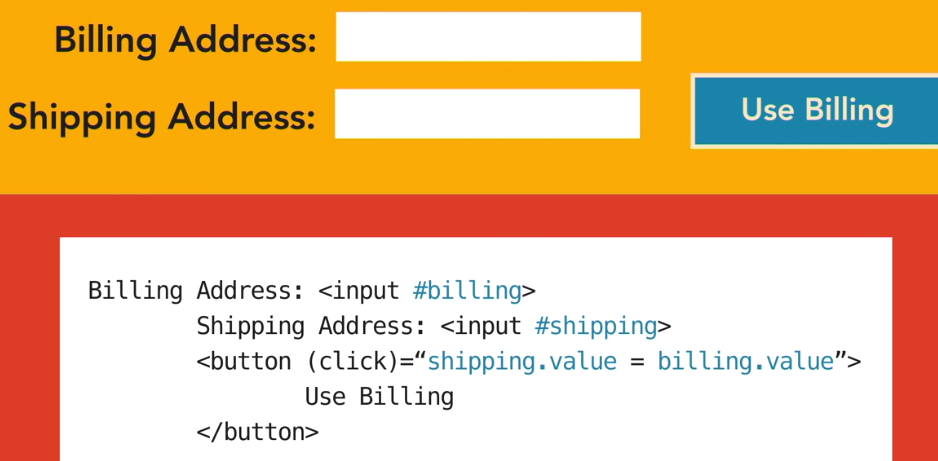 Billing Address:
Shipping Address:
Use Billing
Billing Address: <input #billing>
Shipping Address: <input #shipping>
<button (click)=“shipping.value = billing.value”>
Use Billing
</button>